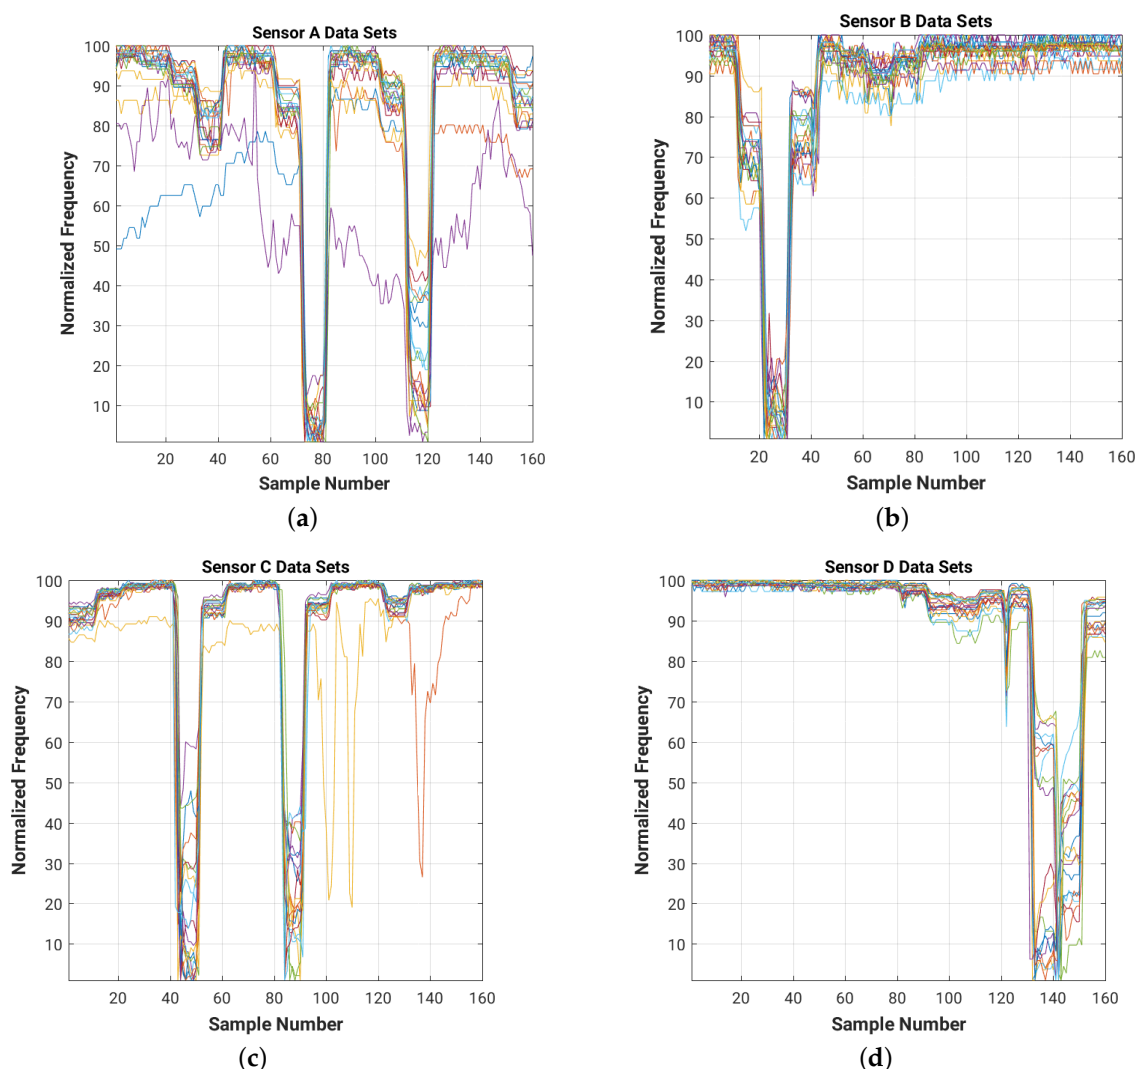 Sensor A Data Sets
100
90
80
70
60
50
40
30
20
10
Normalized Frequency
20 40 60 80 100 120 140 160
Sample Number
(a)
Sensor B Data Sets
100
90
80
70
60
50
40
30
20
10
Normalized Frequency
20 40 60 80 100 120 140 160
Sample Number
(b)
Sensor C Data Sets
100
90
80
70
60
50
40
30
20
10
Normalized Frequency
20 40 60 80 100 120 140 160
Sample Number
(c)
Sensor D Data Sets
100
90
80
70
60
50
40
30
20
10
Normalized Frequency
20 40 60 80 100 120 140 160
Sample Number
(d)